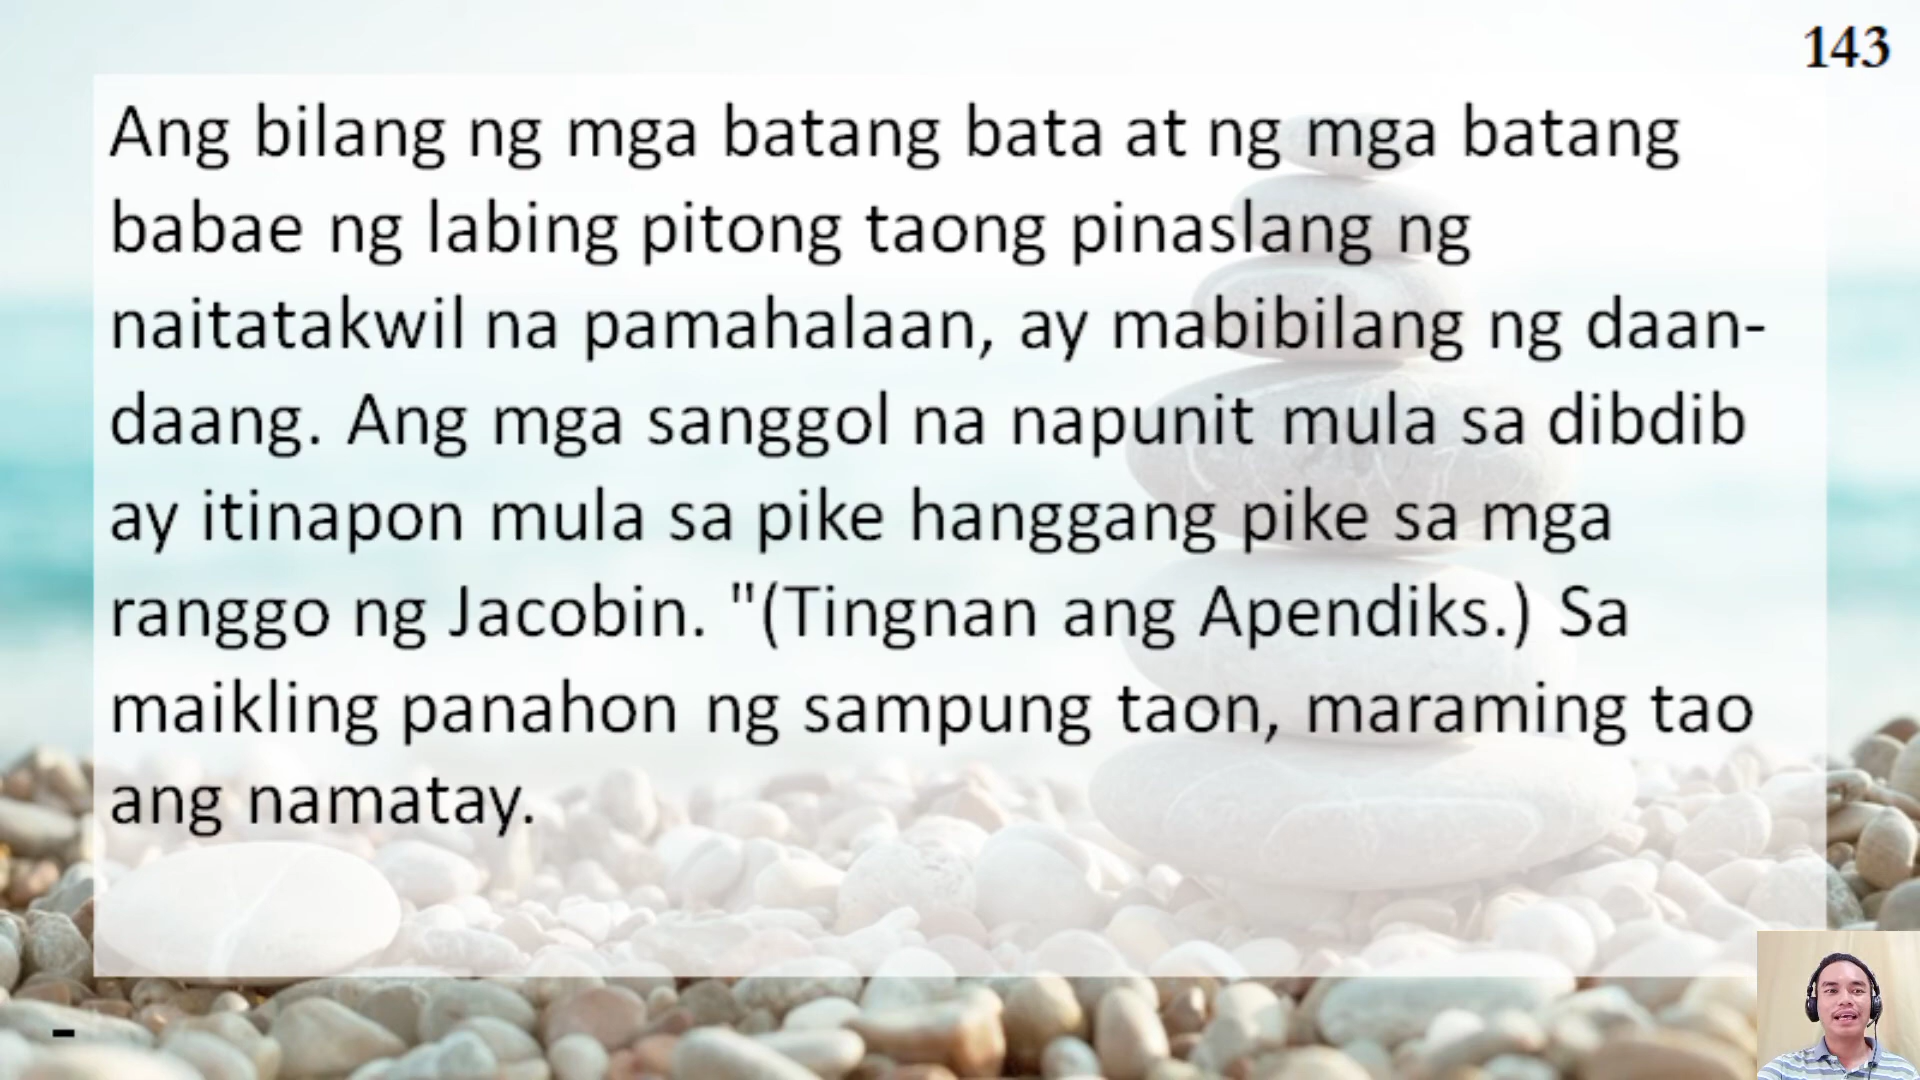 143
Ang bilang ng mga batang bata at ng mga batang
babae ng labing pitong taong pinaslang ng
naitatakwil na pamahalaan, ay mabibilang ng daan-
daang. Ang mga sanggol na napunit mula sa dibdib
ay itinapon mula sa pike hanggang pike sa mga
ranggo ng Jacobin. "(Tingnan ang Apendiks.) Sa
maikling panahon ng sampung taon, maraming tao
ang namatay.
-